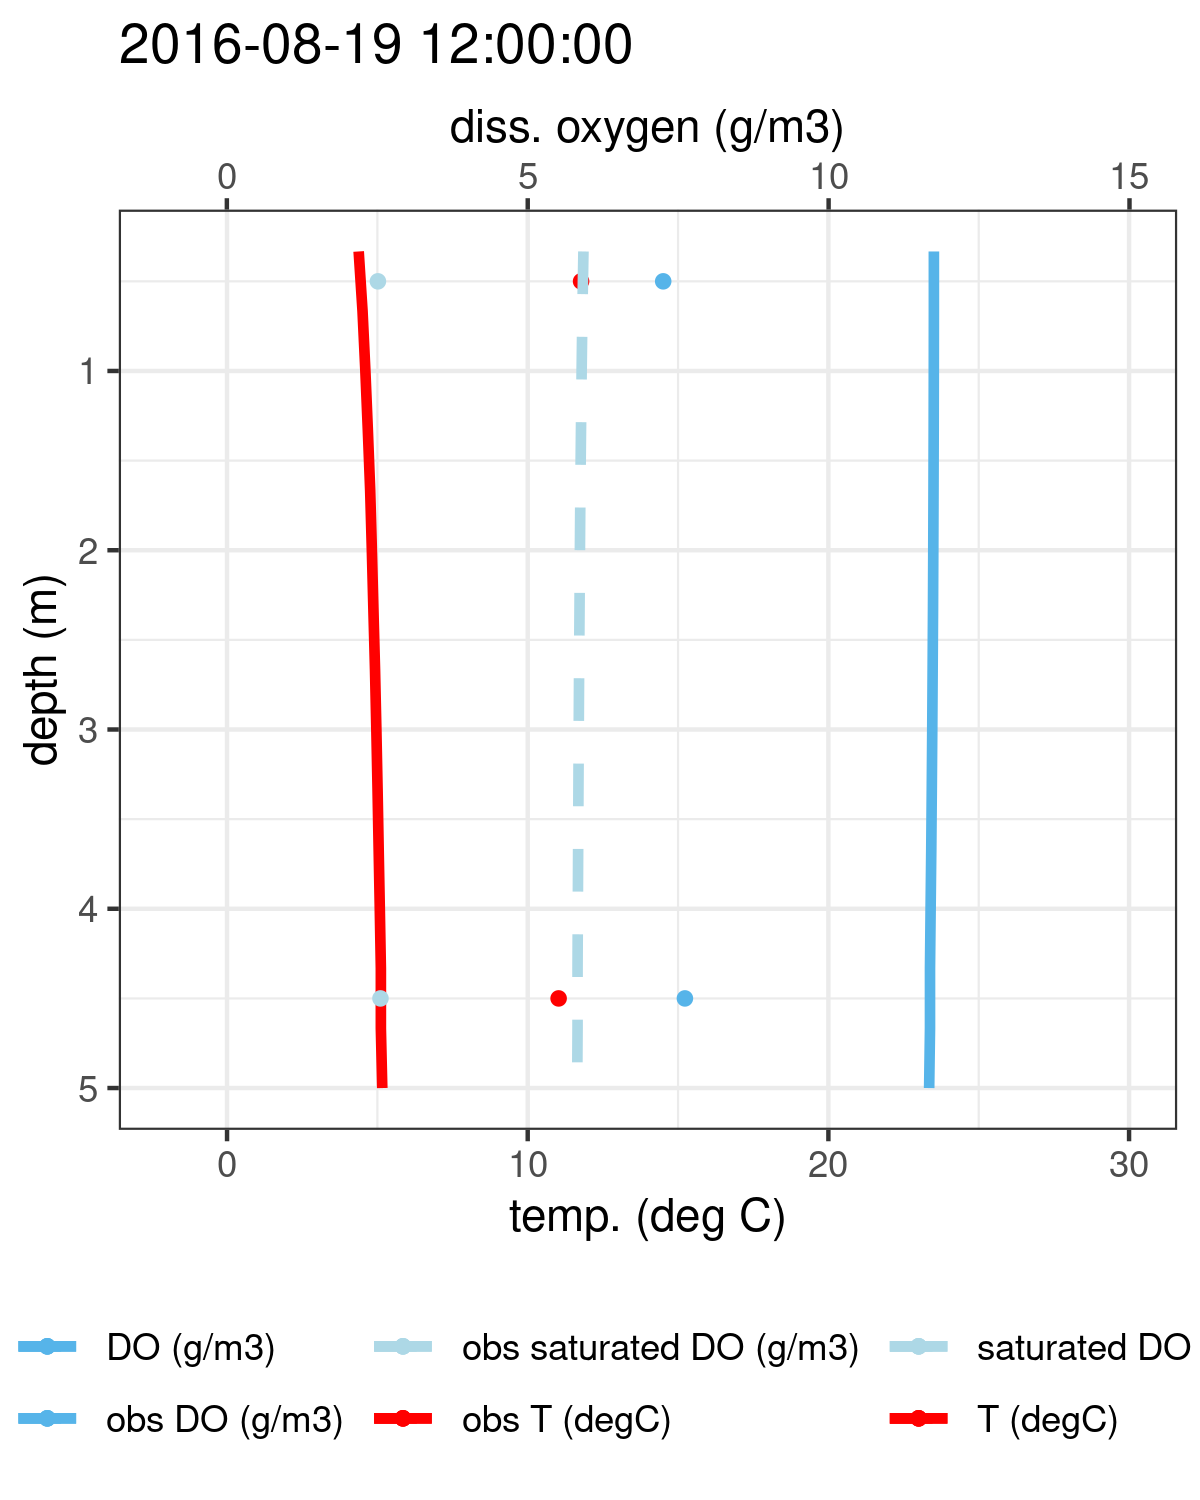 2016-08-19 12:00:00
diss. oxygen (g/m3)
0 5 10 15
1
2
3
4
5
depth (m)
0 10 20 30
temp. (deg C)
DO (g/m3) obs saturated DO (g/m3) saturated DO
obs DO (g/m3) obs T (degC) T (degC)